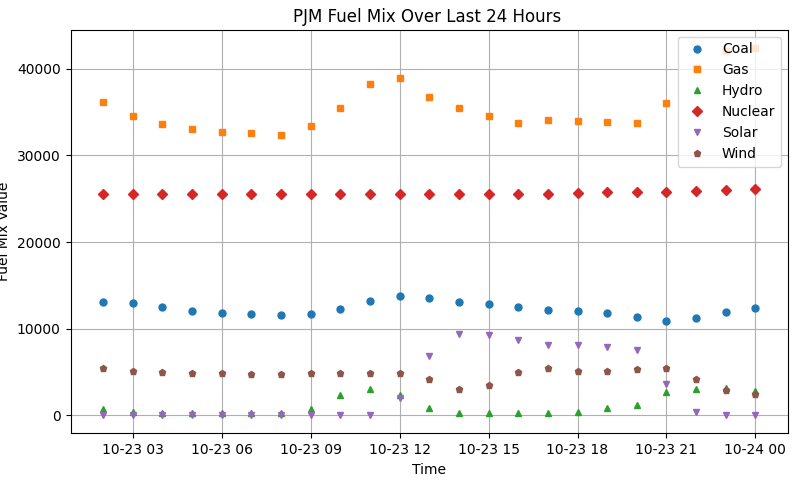 PJM Fuel Mix Over Last 24 Hours
Coal
Gas
Hydro
Nuclear
Solar
Wind
40000
30000
20000
10000
0
Fuel Mix Value
10-23 03 10-23 06 10-23 09 10-23 12 10-23 15 10-23 18 10-23 21 10-24 00
Time